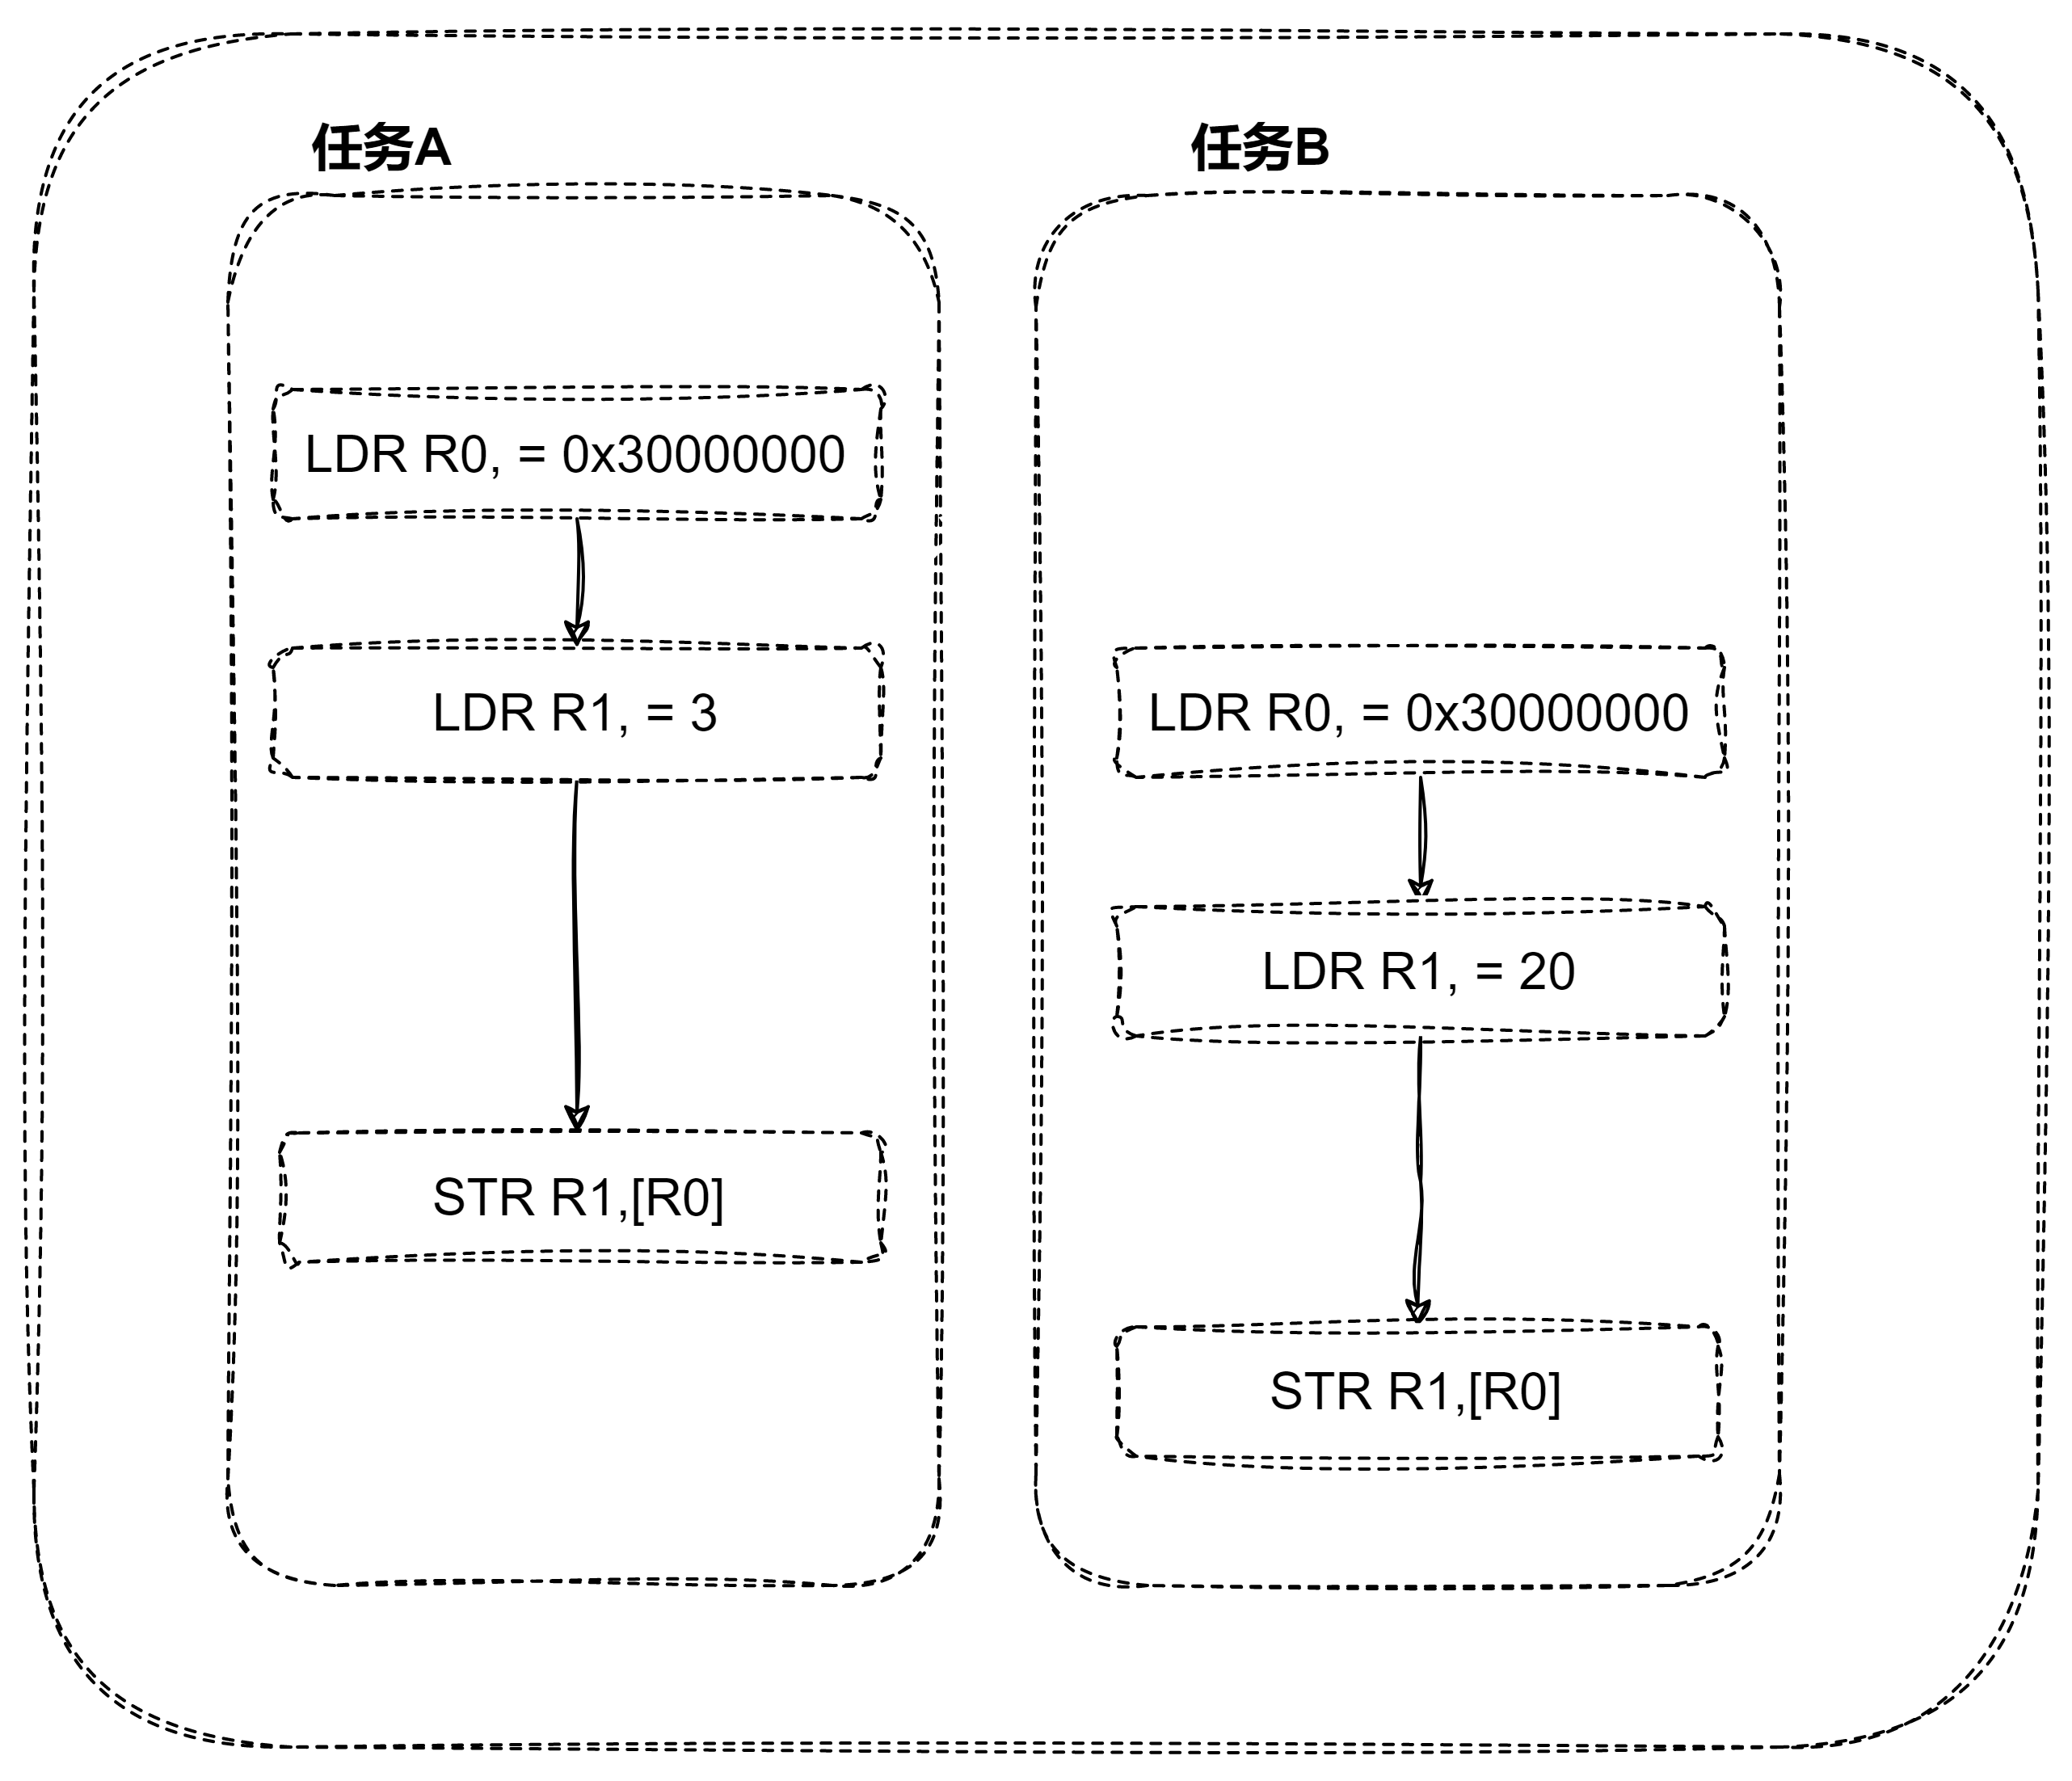 任务A
LDR R0, = 0x30000000
LDR R1, = 3
STR R1,[R0]
任务B
LDR R0, = 0x30000000
LDR R1, = 20
STR R1,[R0]